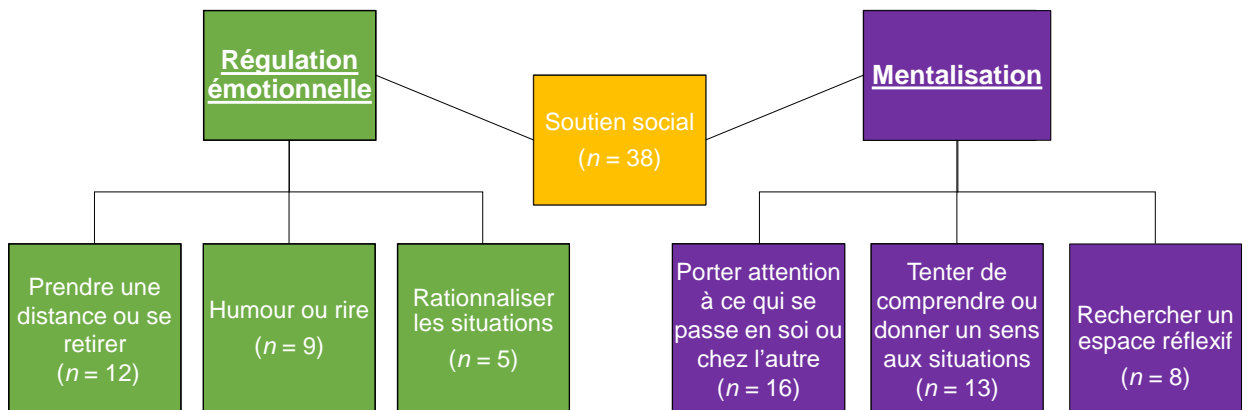 Régulation
émotionnelle
Soutien social
(n = 38)
Mentalisation
Prendre une
distance ou se
retirer
(n = 12)
Humour ou rire
(n = 9)
Rationnaliser
les situations
(n = 5)
Porter attention
à ce qui se
passe en soi ou
chez l’autre
(n = 16)
Tenter de
comprendre ou
donner un sens
aux situations
(n = 13)
Rechercher un
espace réflexif
(n = 8)